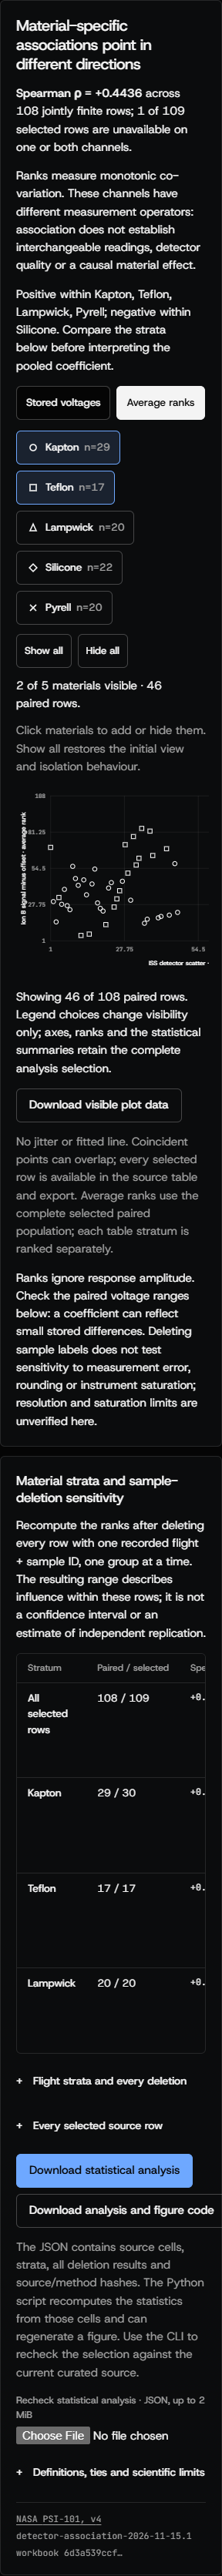 Material-specific
associations point in
different directions
Spearman ρ = +0.4436 across
108 jointly finite rows; 1 of 109
selected rows are unavailable on
one or both channels.
Ranks measure monotonic co-
variation. These channels have
different measurement operators:
association does not establish
interchangeable readings, detector
quality or a causal material effect.
Positive within Kapton, Teflon,
Lampwick, Pyrell; negative within
Silicone. Compare the strata
below before interpreting the
pooled coefficient.
Stored voltages
Average ranks
Kapton n=29
Teflon n=17
Lampwick n=20
Silicone n=22
Pyrell n=20
Show all
Hide all
2 of 5 materials visible · 46
paired rows.
Click materials to add or hide them.
Show all restores the initial view
and isolation behaviour.
Ion B signal minus offset · average rank
108
81.25
54.5
27.75
1
1
27.75
54.5
ISS detector scatter ·
Showing 46 of 108 paired rows.
Legend choices change visibility
only; axes, ranks and the statistical
summaries retain the complete
analysis selection.
Download visible plot data
No jitter or fitted line. Coincident
points can overlap; every selected
row is available in the source table
and export. Average ranks use the
complete selected paired
population; each table stratum is
ranked separately.
Ranks ignore response amplitude.
Check the paired voltage ranges
below: a coefficient can reflect
small stored differences. Deleting
sample labels does not test
sensitivity to measurement error,
rounding or instrument saturation;
resolution and saturation limits are
unverified here.
Material strata and sample-
deletion sensitivity
Recompute the ranks after deleting
every row with one recorded flight
+ sample ID, one group at a time.
The resulting range describes
influence within these rows; it is not
a confidence interval or an
estimate of independent replication.
Stratum Paired / selected Spe
All selected rows 108 / 109 +0.
Kapton 29 / 30 +0.
Teflon 17 / 17 +0.
Lampwick 20 / 20 +0.
+ Flight strata and every deletion
+ Every selected source row
Download statistical analysis
Download analysis and figure code
The JSON contains source cells,
strata, all deletion results and
source/method hashes. The Python
script recomputes the statistics
from those cells and can
regenerate a figure. Use the CLI to
recheck the selection against the
current curated source.
Recheck statistical analysis · JSON, up to 2
MiB
Choose File No file chosen
+ Definitions, ties and scientific limits
NASA PSI-101, v4
detector-association-2026-11-15.1
workbook 6d3a539ccf…